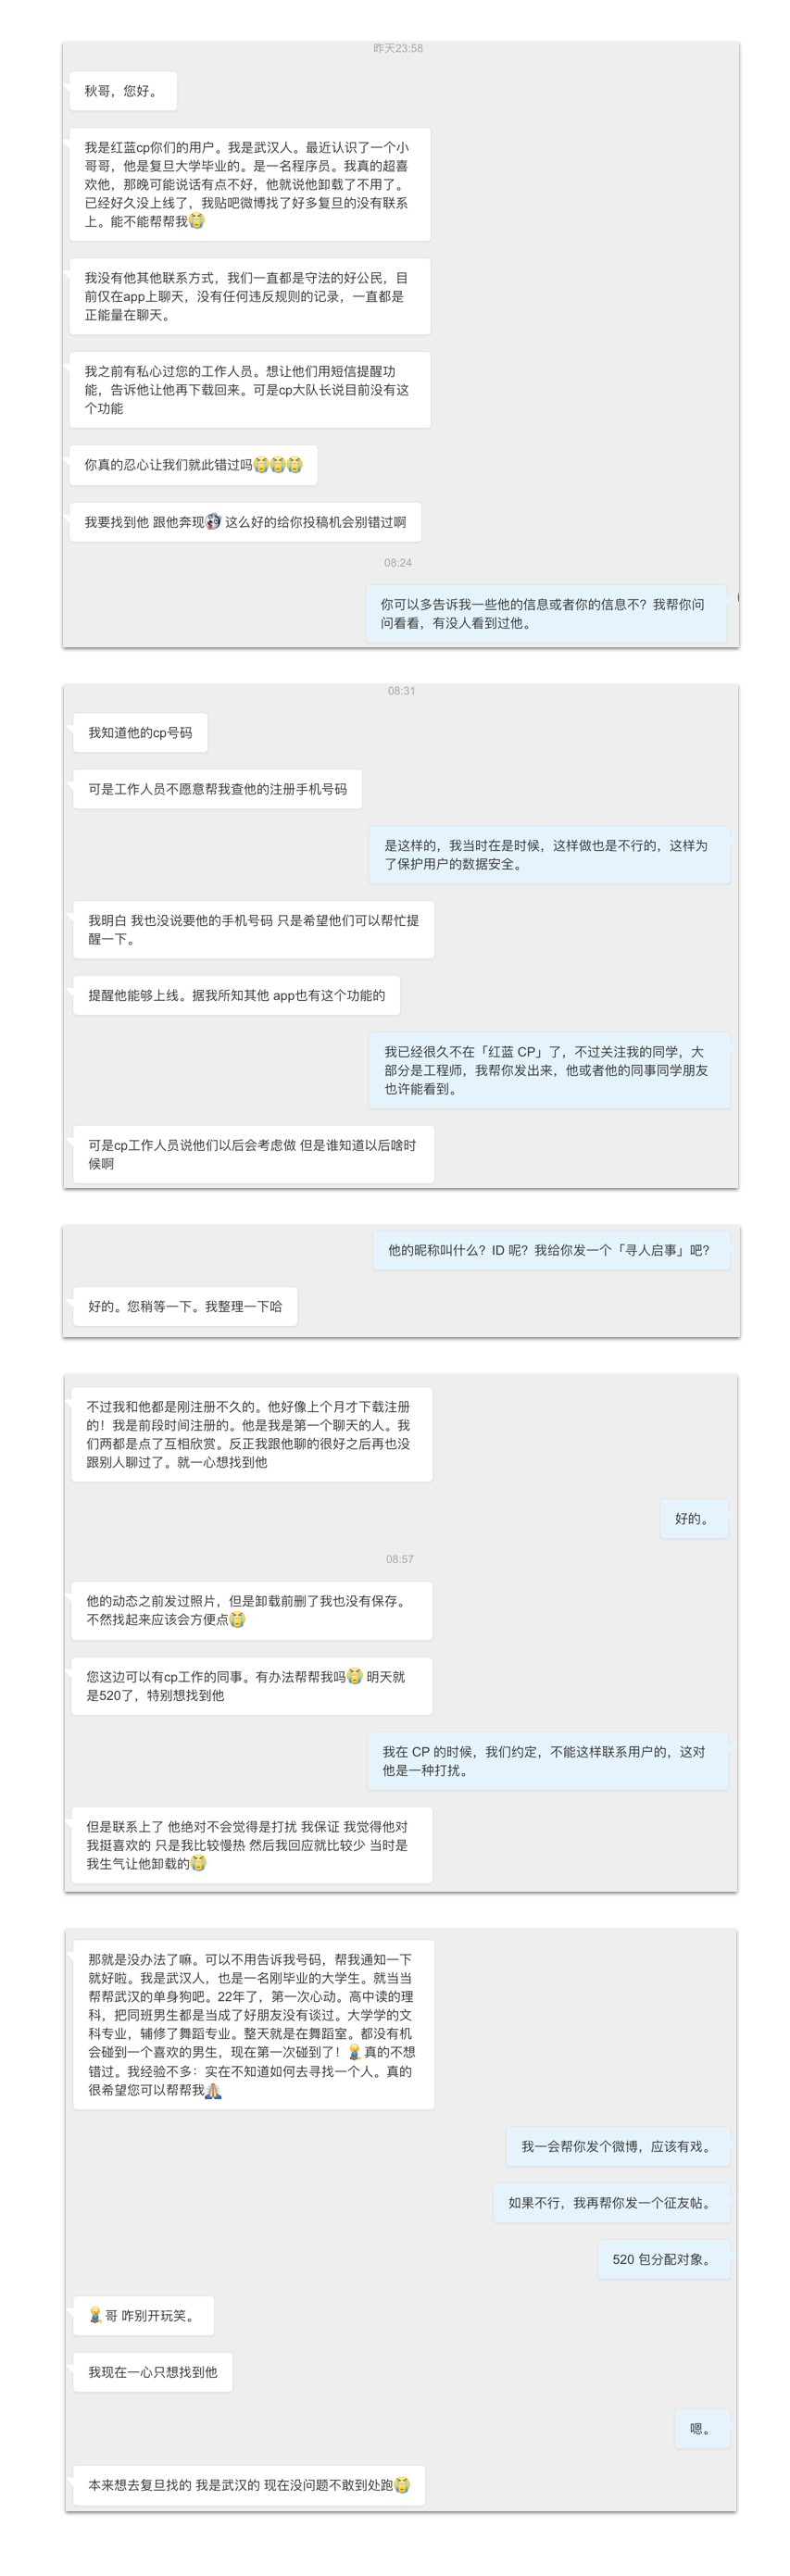 昨天23:58
秋哥，您好。
我是红蓝cp你们的用户。我是武汉人。最近认识了一个小
哥哥，他是复旦大学毕业的。是一名程序员。我真的超喜
欢他，那晚可能说话有点不好，他就说他卸载了不用了。
已经好久没上线了，我贴吧微博找了好多复旦的没有联系
上。能不能帮帮我😭
我没有他其他联系方式，我们一直都是守法的好公民，目
前仅在app上聊天，没有任何违反规则的记录，一直都是
正能量在聊天。
我之前有私心过您的工作人员。想让他们用短信提醒功
能，告诉他让他再下载回来。可是cp大队长说目前没有这
个功能
你真的忍心让我们就此错过吗😭😭😭
我要找到他 跟他奔现 这么好的给你投稿机会别错过啊
08:24
你可以多告诉我一些他的信息或者你的信息不？我帮你问
问看看，有没人看到过他。
08:31
我知道他的cp号码
可是工作人员不愿意帮我查他的注册手机号码
是这样的，我当时在是时候，这样做也是不行的，这样为
了保护用户的数据安全。
我明白 我也没说要他的手机号码 只是希望他们可以帮忙提
醒一下。
提醒他能够上线。据我所知其他 app也有这个功能的
我已经很久不在「红蓝 CP」了，不过关注我的同学，大
部分是工程师，我帮你发出来，他或者他的同事同学朋友
也许能看到。
可是cp工作人员说他们以后会考虑做 但是谁知道以后啥时
候啊
他的昵称叫什么？ID 呢？我给你发一个「寻人启事」吧？
好的。您稍等一下。我整理一下哈
不过我和他都是刚注册不久的。他好像上个月才下载注册
的！我是前段时间注册的。他是我是第一个聊天的人。我
们两都是点了互相欣赏。反正我跟他聊的很好之后再也没
跟别人聊过了。就一心想找到他
好的。
08:57
他的动态之前发过照片，但是卸载前删了我也没有保存。
不然找起来应该会方便点😭
您这边可以有cp工作的同事。有办法帮帮我吗😭 明天就
是520了，特别想找到他
我在 CP 的时候，我们约定，不能这样联系用户的，这对
他是一种打扰。
但是联系上了 他绝对不会觉得是打扰 我保证 我觉得他对
我挺喜欢的 只是我比较慢热 然后我回应就比较少 当时是
我生气让他卸载的😭
那就是没办法了嘛。可以不用告诉我号码，帮我通知一下
就好啦。我是武汉人，也是一名刚毕业的大学生。就当当
帮帮武汉的单身狗吧。22年了，第一次心动。高中读的理
科，把同班男生都是当成了好朋友没有谈过。大学学的文
科专业，辅修了舞蹈专业。整天就是在舞蹈室。都没有机
会碰到一个喜欢的男生，现在第一次碰到了！真的不想
错过。我经验不多：实在不知道如何去寻找一个人。真的
很希望您可以帮帮我🙏
我一会帮你发个微博，应该有戏。
如果不行，我再帮你发一个征友帖。
520 包分配对象。
哥 咋别开玩笑。
我现在一心只想找到他
嗯。
本来想去复旦找的 我是武汉的 现在没问题不敢到处跑😭